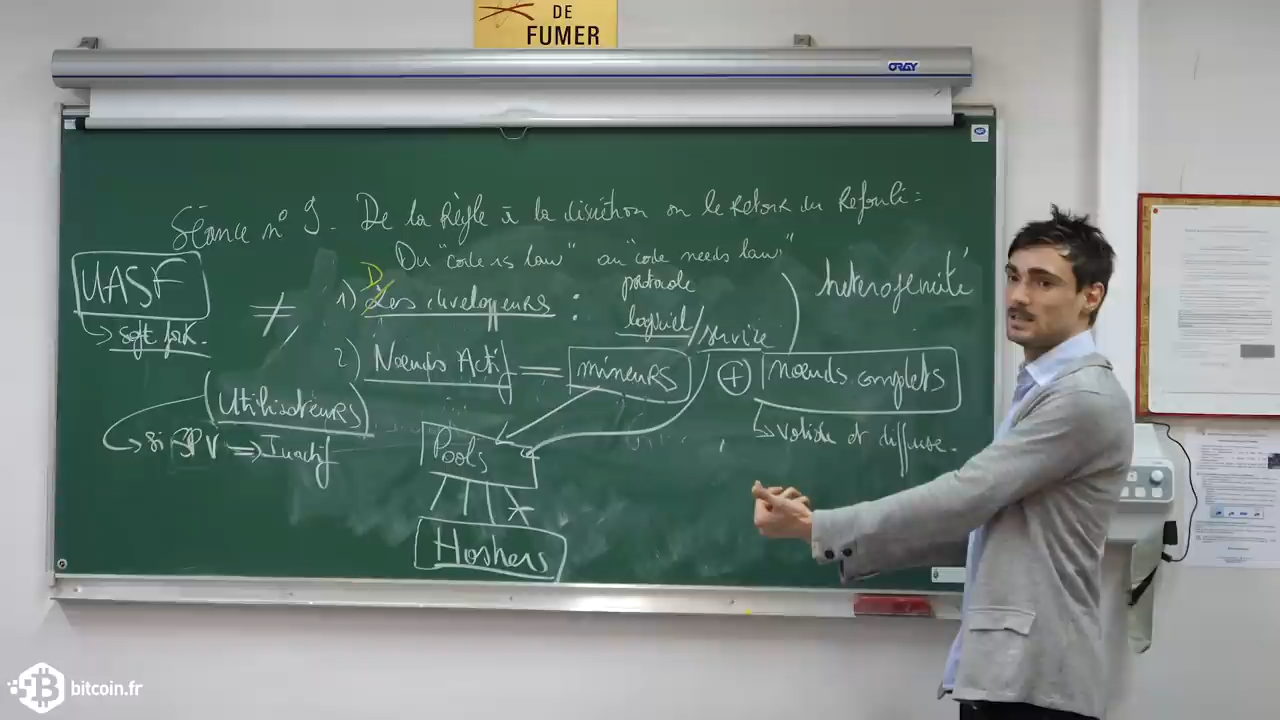 DE
FUMER
ORAY
Séance n° 9. De la Règle à la discrétion ou le Retour du Refoulé :
Du "code is law" au "code needs law"
UASF
↳ soft fork.
≠
1) Les développeurs :
D
protocole
logiciel/service
hétérogénéité
2) Noeuds Actif = mineurs ⊕ noeuds complets
↳ valide et diffuse.
(Utilisateurs)
si SPV ⇒ Inactif
Pools
Hashers
bitcoin.fr